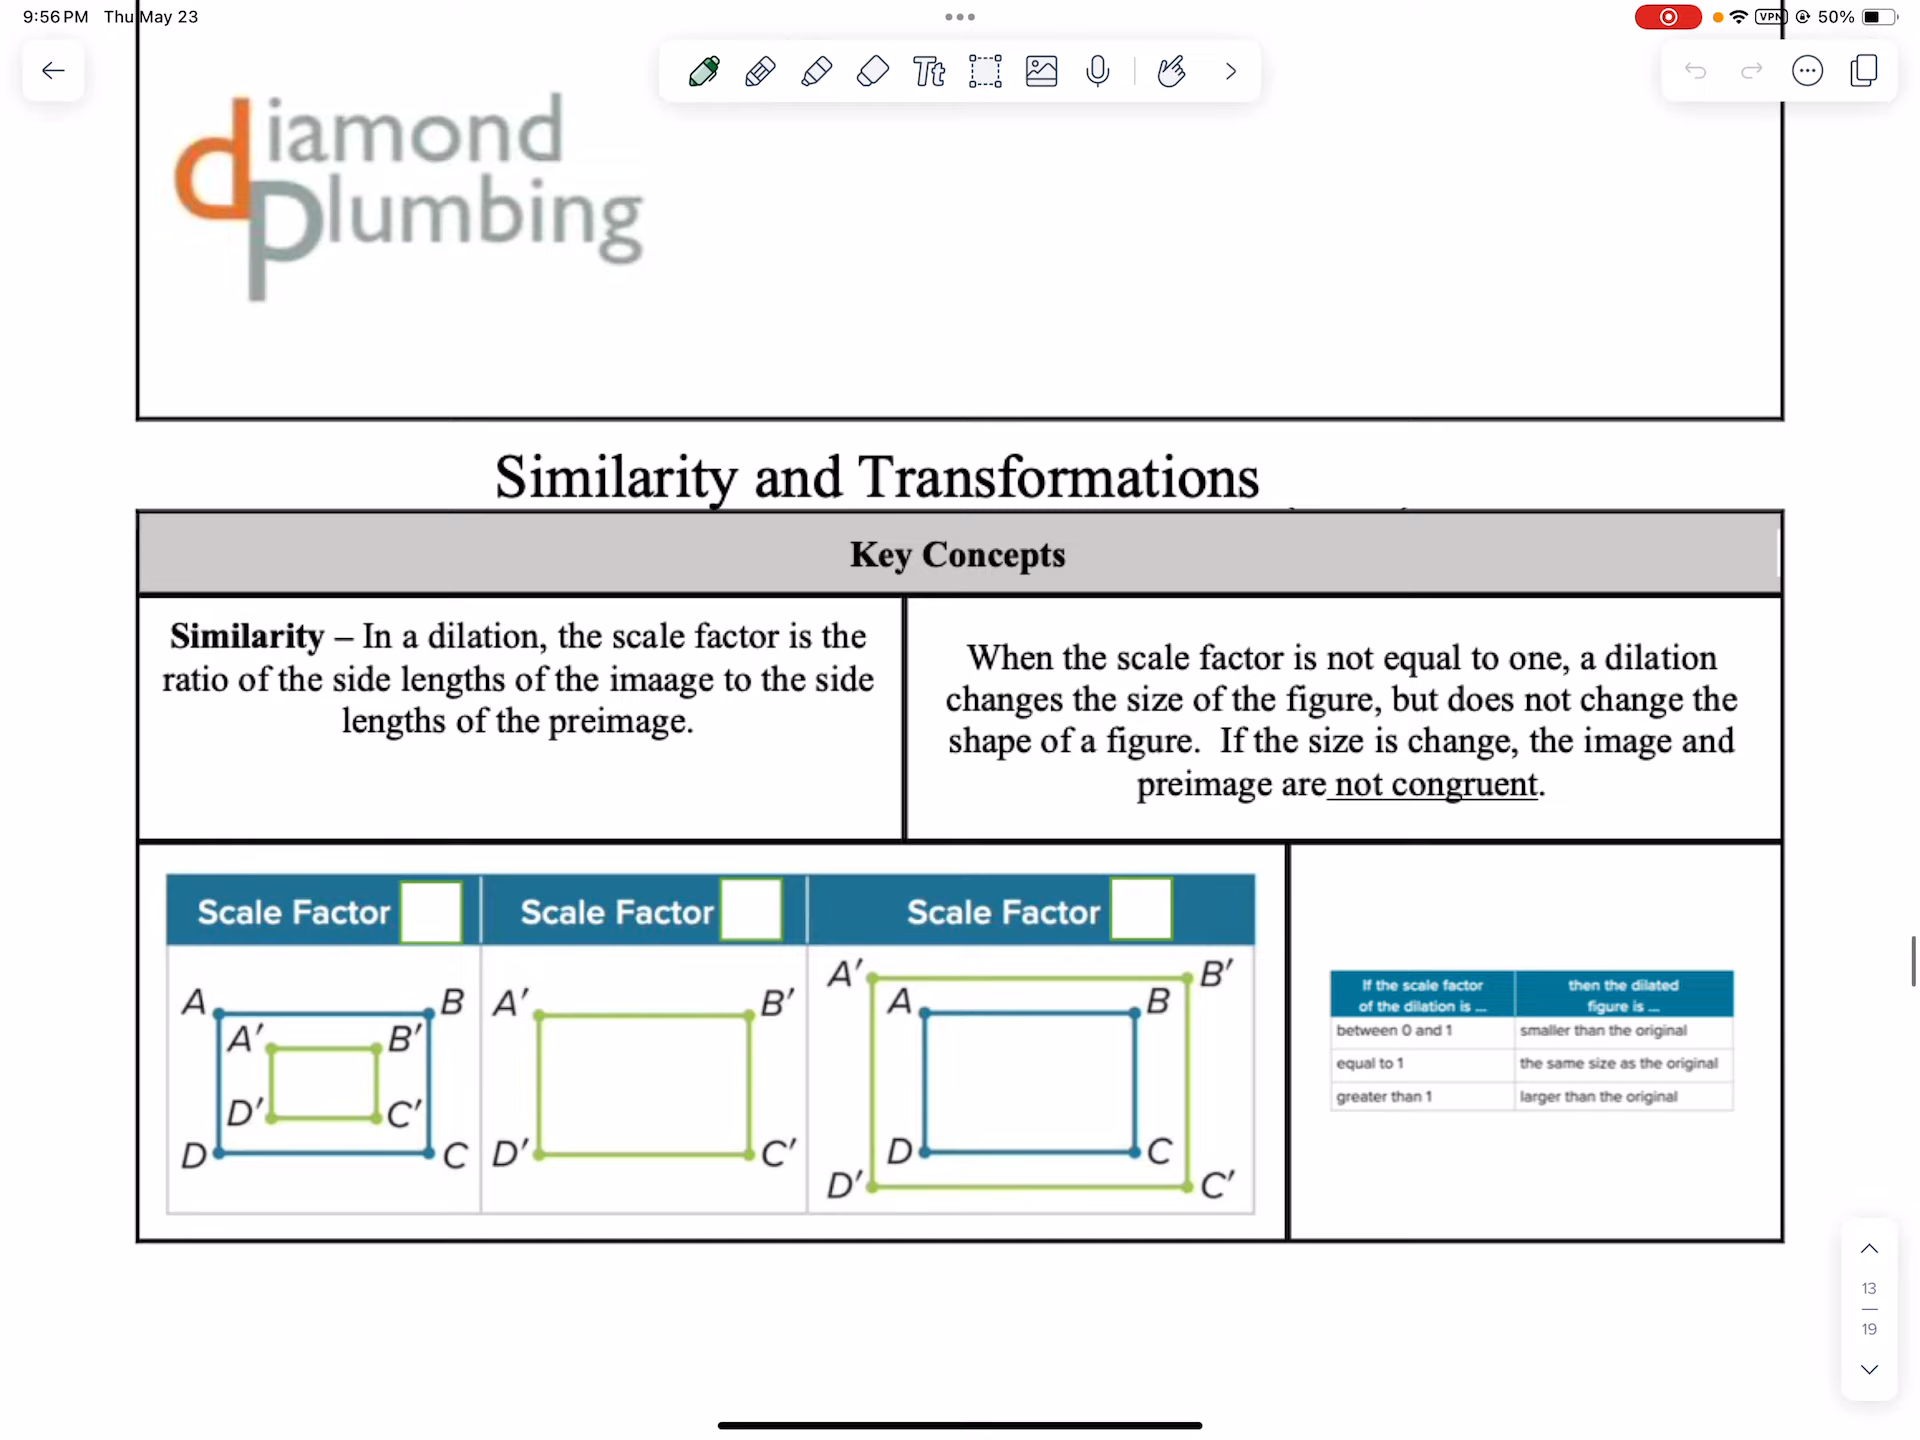 9:56 PM Thu May 23
VPN 50%
Tt
diamond
plumbing
Similarity and Transformations
Key Concepts
Similarity – In a dilation, the scale factor is the
ratio of the side lengths of the imaage to the side
lengths of the preimage.
When the scale factor is not equal to one, a dilation
changes the size of the figure, but does not change the
shape of a figure. If the size is change, the image and
preimage are not congruent.
Scale Factor
A B
A' B'
D' C'
D C
Scale Factor
A' B'
D' C'
Scale Factor
A' B'
A B
D C
D' C'
If the scale factor
of the dilation is ...
then the dilated
figure is ...
between 0 and 1 smaller than the original
equal to 1 the same size as the original
greater than 1 larger than the original
13
19